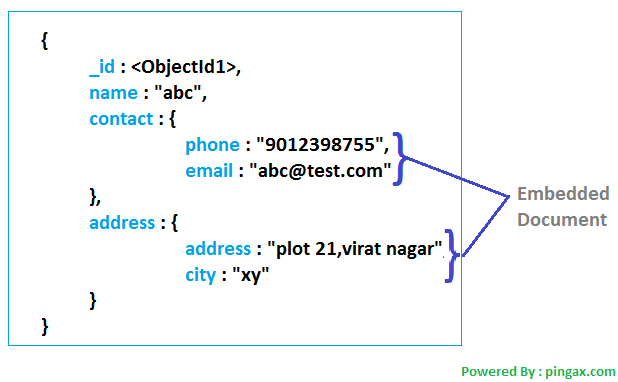 {
_id : <ObjectId1>,
name : "abc",
contact : {
phone : "9012398755",
email : "abc@test.com"
},
address : {
address : "plot 21,virat nagar"
city : "xy"
}
}
Embedded
Document
Powered By : pingax.com